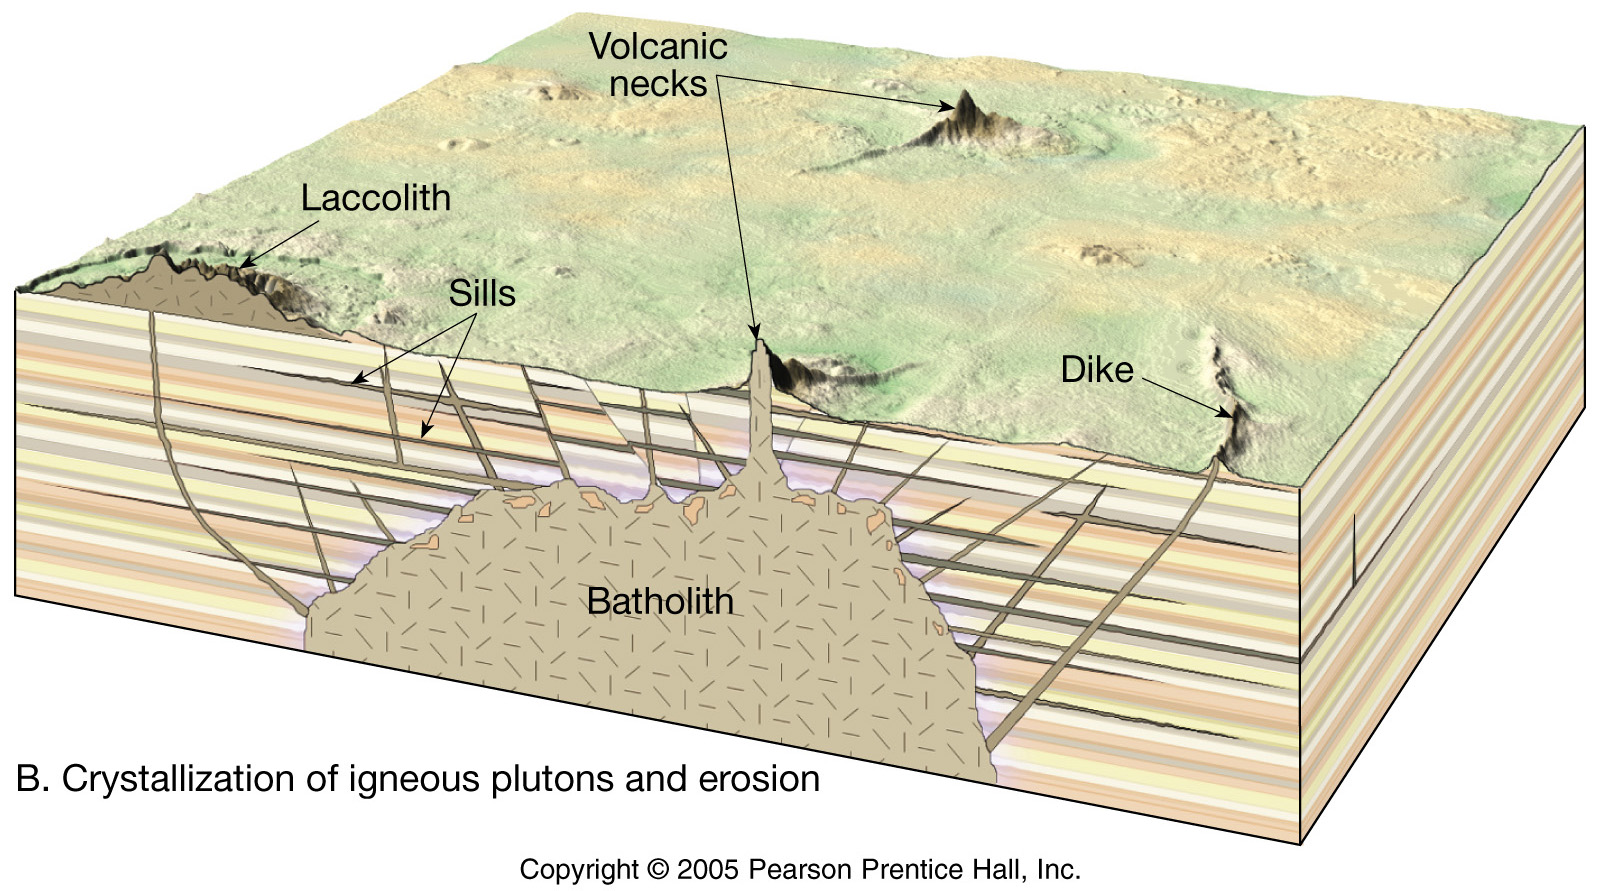 Volcanic
necks
Laccolith
Sills
Dike
Batholith
B. Crystallization of igneous plutons and erosion
Copyright © 2005 Pearson Prentice Hall, Inc.